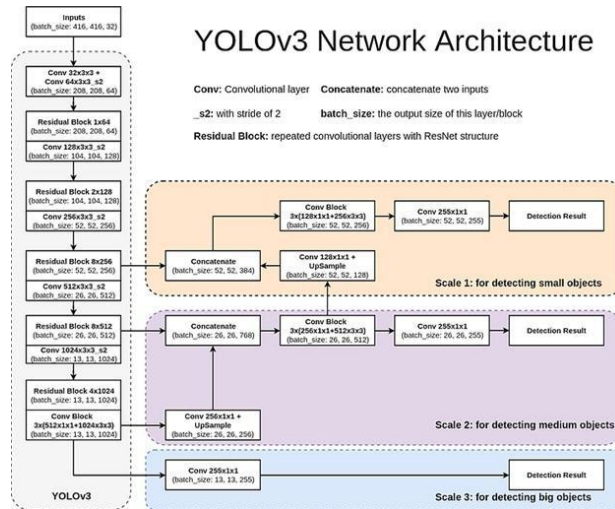 Inputs
(batch_size: 416, 416, 32)
YOLOv3 Network Architecture
Conv: Convolutional layer Concatenate: concatenate two inputs
_s2: with stride of 2 batch_size: the output size of this layer/block
Residual Block: repeated convolutional layers with ResNet structure
Conv 32x3x3 +
Conv 64x3x3_s2
(batch_size: 208, 208, 64)
Residual Block 1x64
(batch_size: 208, 208, 64)
Conv 128x3x3_s2
(batch_size: 104, 104, 128)
Residual Block 2x128
(batch_size: 104, 104, 128)
Conv 256x3x3_s2
(batch_size: 52, 52, 256)
Residual Block 8x256
(batch_size: 52, 52, 256)
Conv 512x3x3_s2
(batch_size: 26, 26, 512)
Residual Block 8x512
(batch_size: 26, 26, 512)
Conv 1024x3x3_s2
(batch_size: 13, 13, 1024)
Residual Block 4x1024
(batch_size: 13, 13, 1024)
Conv Block
3x(512x1x1+1024x3x3)
(batch_size: 13, 13, 1024)
YOLOv3
Conv Block
3x(128x1x1+256x3x3)
(batch_size: 52, 52, 256)
Conv 255x1x1
(batch_size: 52, 52, 255)
Detection Result
Concatenate
(batch_size: 52, 52, 384)
Conv 128x1x1 +
UpSample
(batch_size: 52, 52, 128)
Scale 1: for detecting small objects
Concatenate
(batch_size: 26, 26, 768)
Conv Block
3x(256x1x1+512x3x3)
(batch_size: 26, 26, 512)
Conv 255x1x1
(batch_size: 26, 26, 255)
Detection Result
Conv 256x1x1 +
UpSample
(batch_size: 26, 26, 256)
Scale 2: for detecting medium objects
Conv 255x1x1
(batch_size: 13, 13, 255)
Detection Result
Scale 3: for detecting big objects